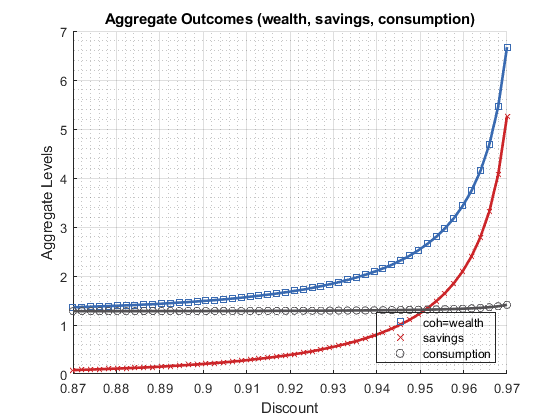 Aggregate Outcomes (wealth, savings, consumption)
7
6
5
4
3
2
1
0
Aggregate Levels
coh=wealth
savings
consumption
0.87 0.88 0.89 0.9 0.91 0.92 0.93 0.94 0.95 0.96 0.97
Discount